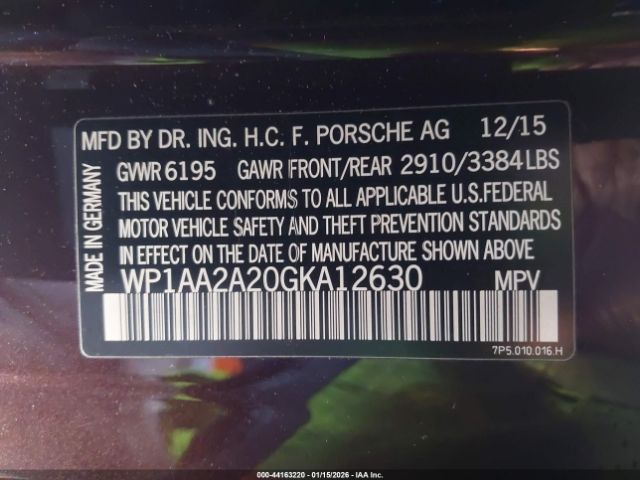 MFD BY DR. ING. H.C. F. PORSCHE AG 12/15
GVWR 6195 GAWR FRONT/REAR 2910/3384LBS
THIS VEHICLE CONFORMS TO ALL APPLICABLE U.S.FEDERAL
MOTOR VEHICLE SAFETY AND THEFT PREVENTION STANDARDS
IN EFFECT ON THE DATE OF MANUFACTURE SHOWN ABOVE
WP1AA2A20GKA12630 MPV
MADE IN GERMANY
7P5.010.016.H
000-44163220 | 01/15/2026 - IAA Inc.